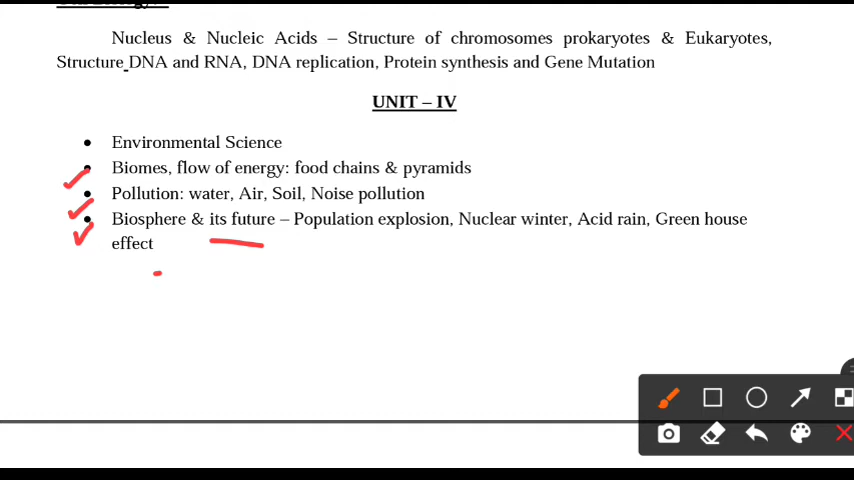 Nucleus & Nucleic Acids – Structure of chromosomes prokaryotes & Eukaryotes,
Structure DNA and RNA, DNA replication, Protein synthesis and Gene Mutation
UNIT – IV
• Environmental Science
• Biomes, flow of energy: food chains & pyramids
• Pollution: water, Air, Soil, Noise pollution
• Biosphere & its future – Population explosion, Nuclear winter, Acid rain, Green house
effect